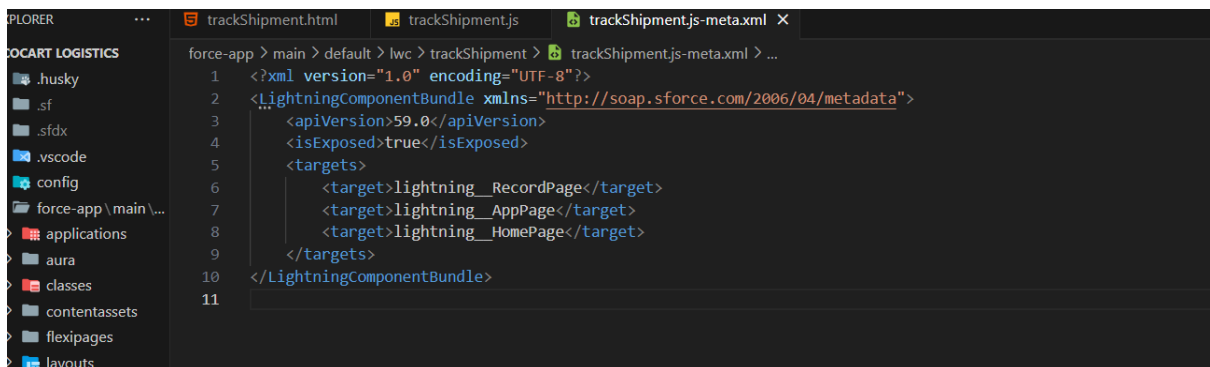 XPLORER ...
trackShipment.html
JS trackShipment.js
trackShipment.js-meta.xml ×
COCART LOGISTICS
force-app > main > default > lwc > trackShipment > trackShipment.js-meta.xml > ...
.husky
.sf
.sfdx
.vscode
config
force-app\main\...
applications
aura
classes
contentassets
flexipages
layouts
1 <?xml version="1.0" encoding="UTF-8"?>
2 <LightningComponentBundle xmlns="http://soap.sforce.com/2006/04/metadata">
3 <apiVersion>59.0</apiVersion>
4 <isExposed>true</isExposed>
5 <targets>
6 <target>lightning__RecordPage</target>
7 <target>lightning__AppPage</target>
8 <target>lightning__HomePage</target>
9 </targets>
10 </LightningComponentBundle>
11